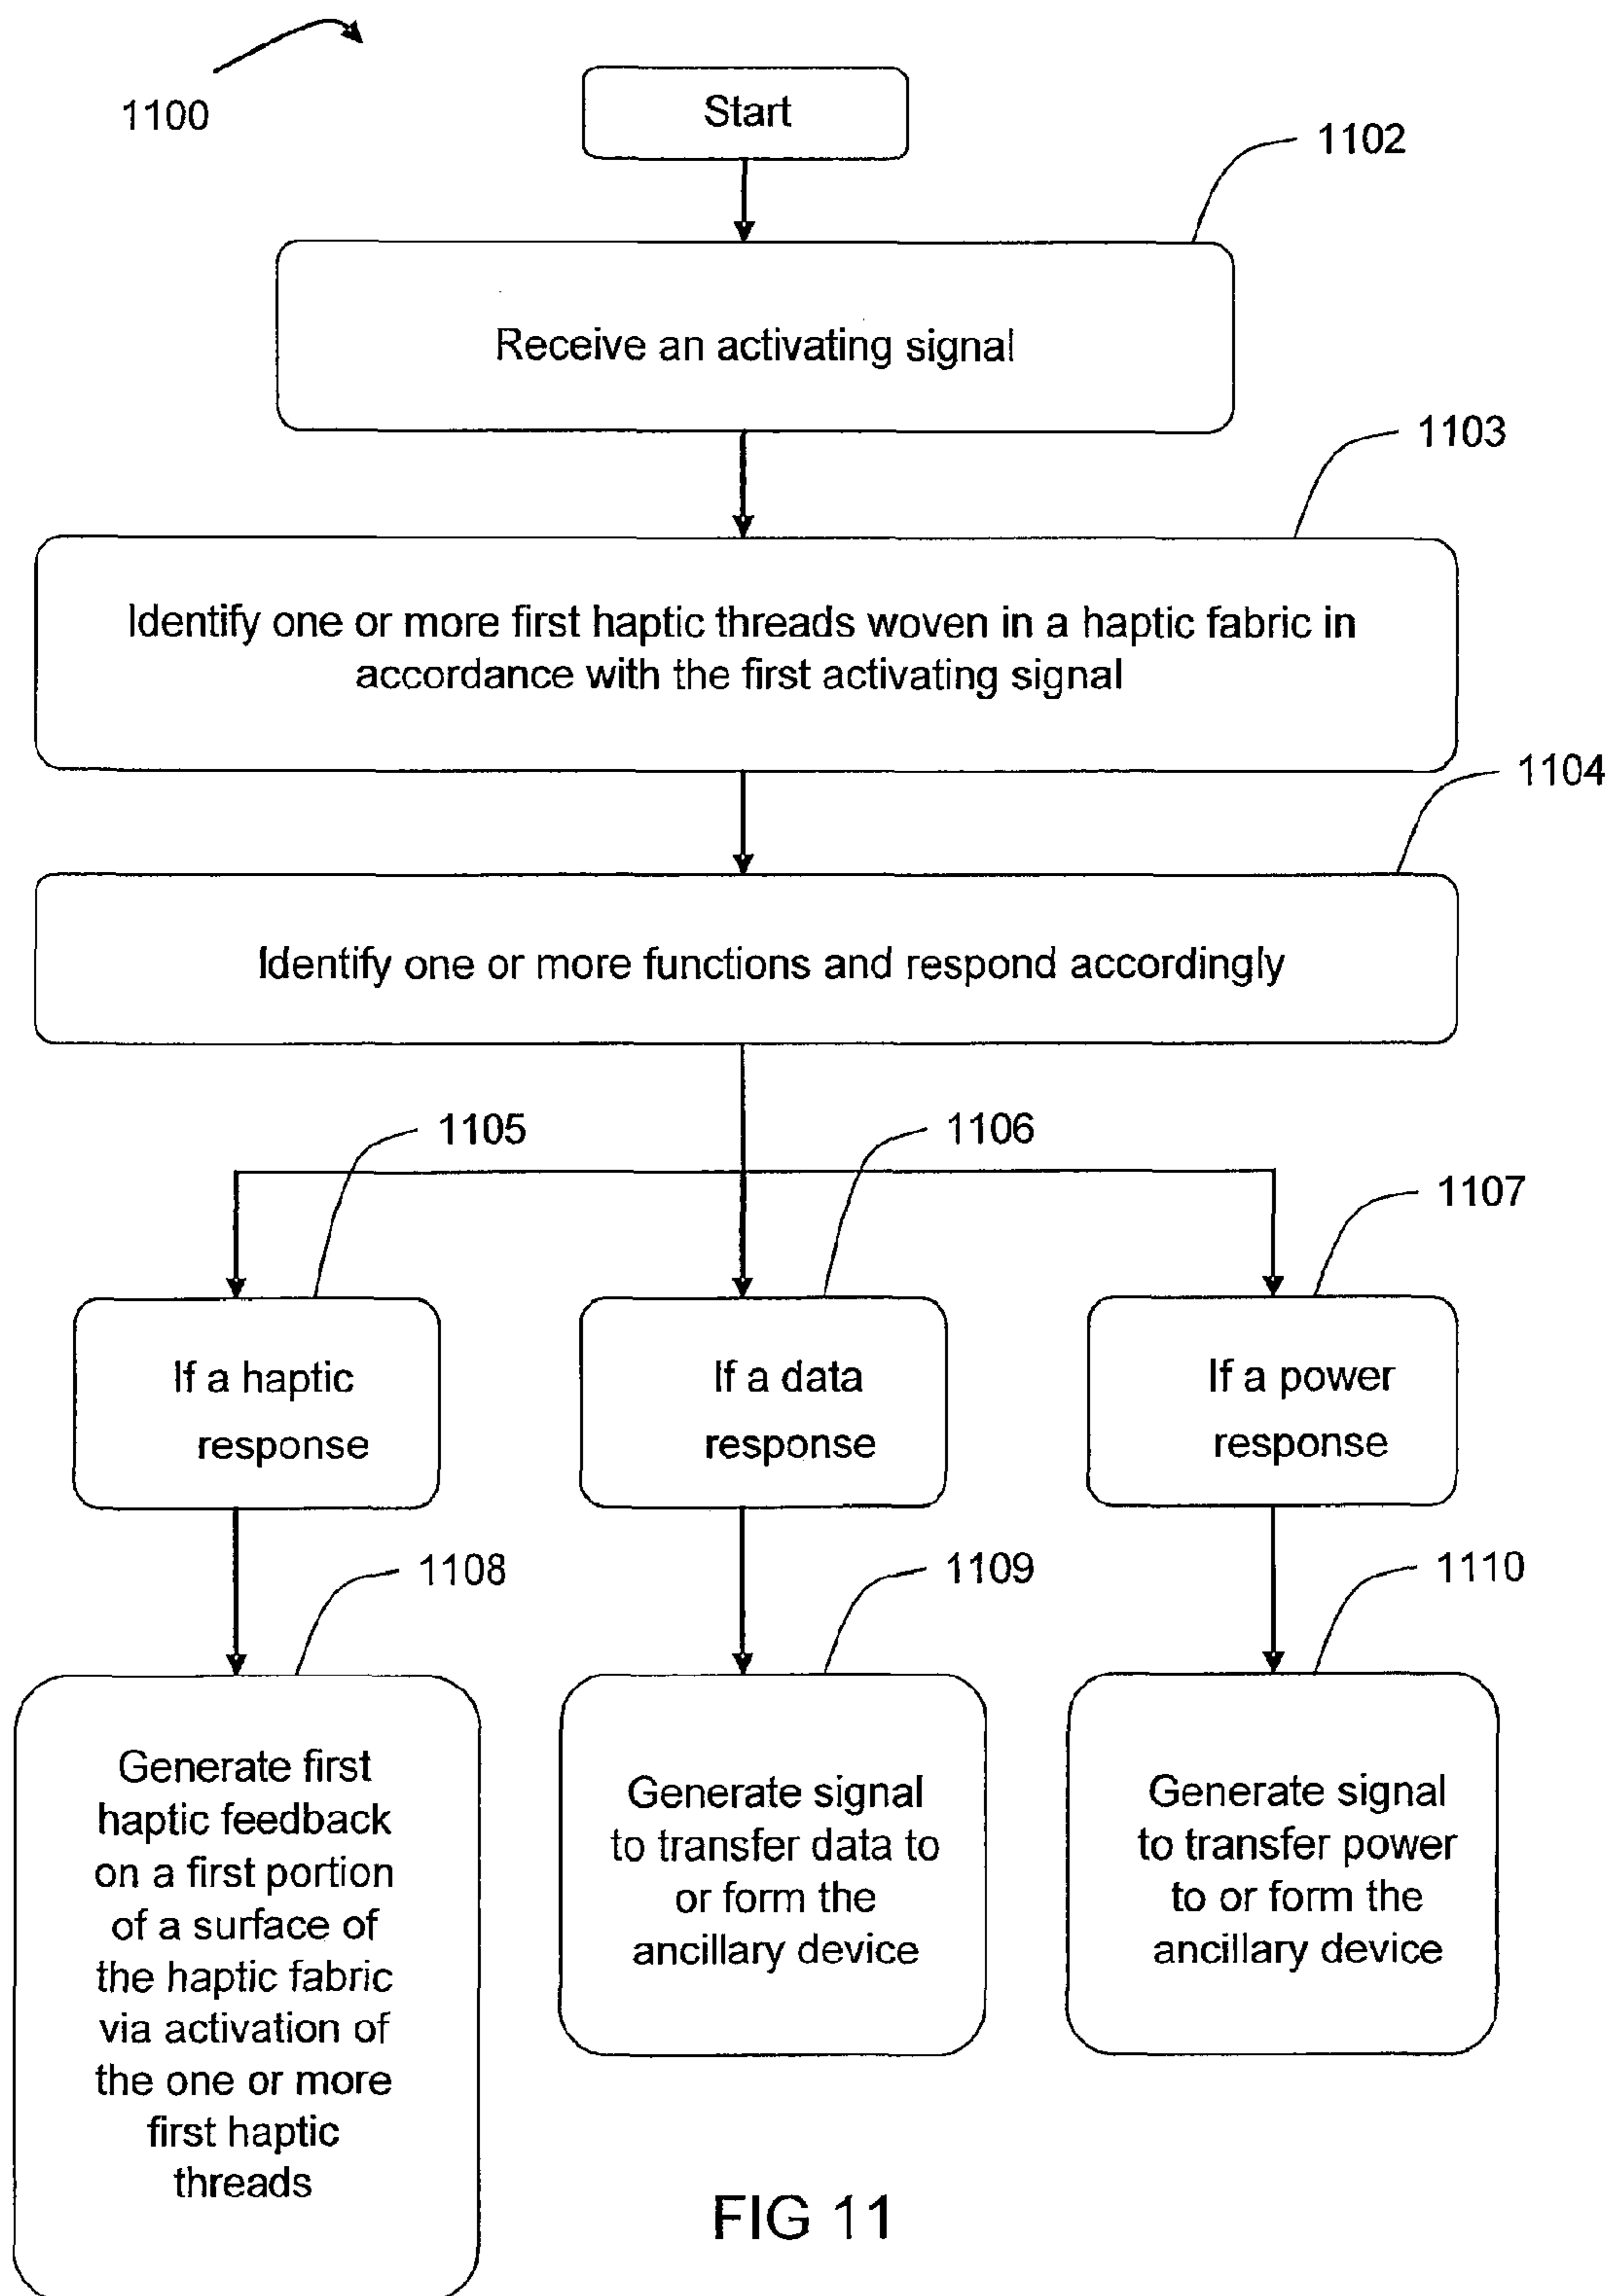 1100
Start
1102
Receive an activating signal
1103
Identify one or more first haptic threads woven in a haptic fabric in
accordance with the first activating signal
1104
Identify one or more functions and respond accordingly
1105
1106
1107
If a haptic
response
If a data
response
If a power
response
1108
1109
1110
Generate first
haptic feedback
on a first portion
of a surface of
the haptic fabric
via activation of
the one or more
first haptic
threads
Generate signal
to transfer data to
or form the
ancillary device
Generate signal
to transfer power
to or form the
ancillary device
FIG 11